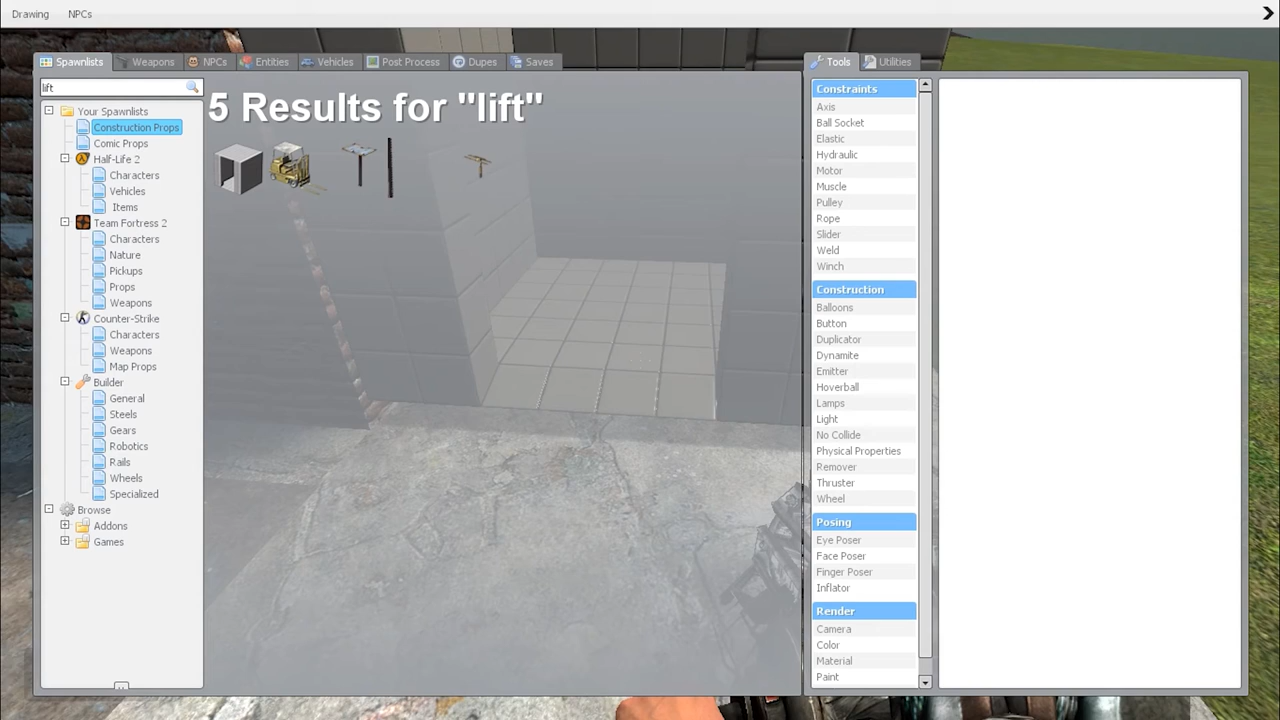 Drawing NPCs
Spawnlists Weapons NPCs Entities Vehicles Post Process Dupes Saves
lift
Your Spawnlists
Construction Props
Comic Props
Half-Life 2
Characters
Vehicles
Items
Team Fortress 2
Characters
Nature
Pickups
Props
Weapons
Counter-Strike
Characters
Weapons
Map Props
Builder
General
Steels
Gears
Robotics
Rails
Wheels
Specialized
Browse
Addons
Games
5 Results for "lift"
Tools Utilities
Constraints
Axis
Ball Socket
Elastic
Hydraulic
Motor
Muscle
Pulley
Rope
Slider
Weld
Winch
Construction
Balloons
Button
Duplicator
Dynamite
Emitter
Hoverball
Lamps
Light
No Collide
Physical Properties
Remover
Thruster
Wheel
Posing
Eye Poser
Face Poser
Finger Poser
Inflator
Render
Camera
Color
Material
Paint